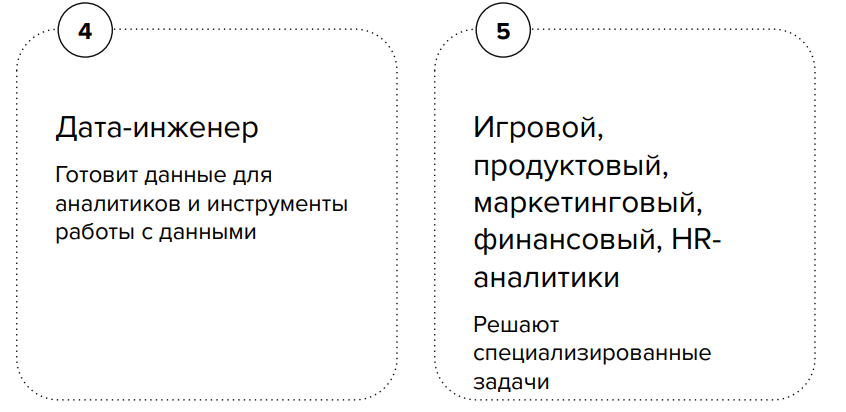 4
Дата-инженер
Готовит данные для
аналитиков и инструменты
работы с данными
5
Игровой,
продуктовый,
маркетинговый,
финансовый, HR-
аналитики
Решают
специализированные
задачи